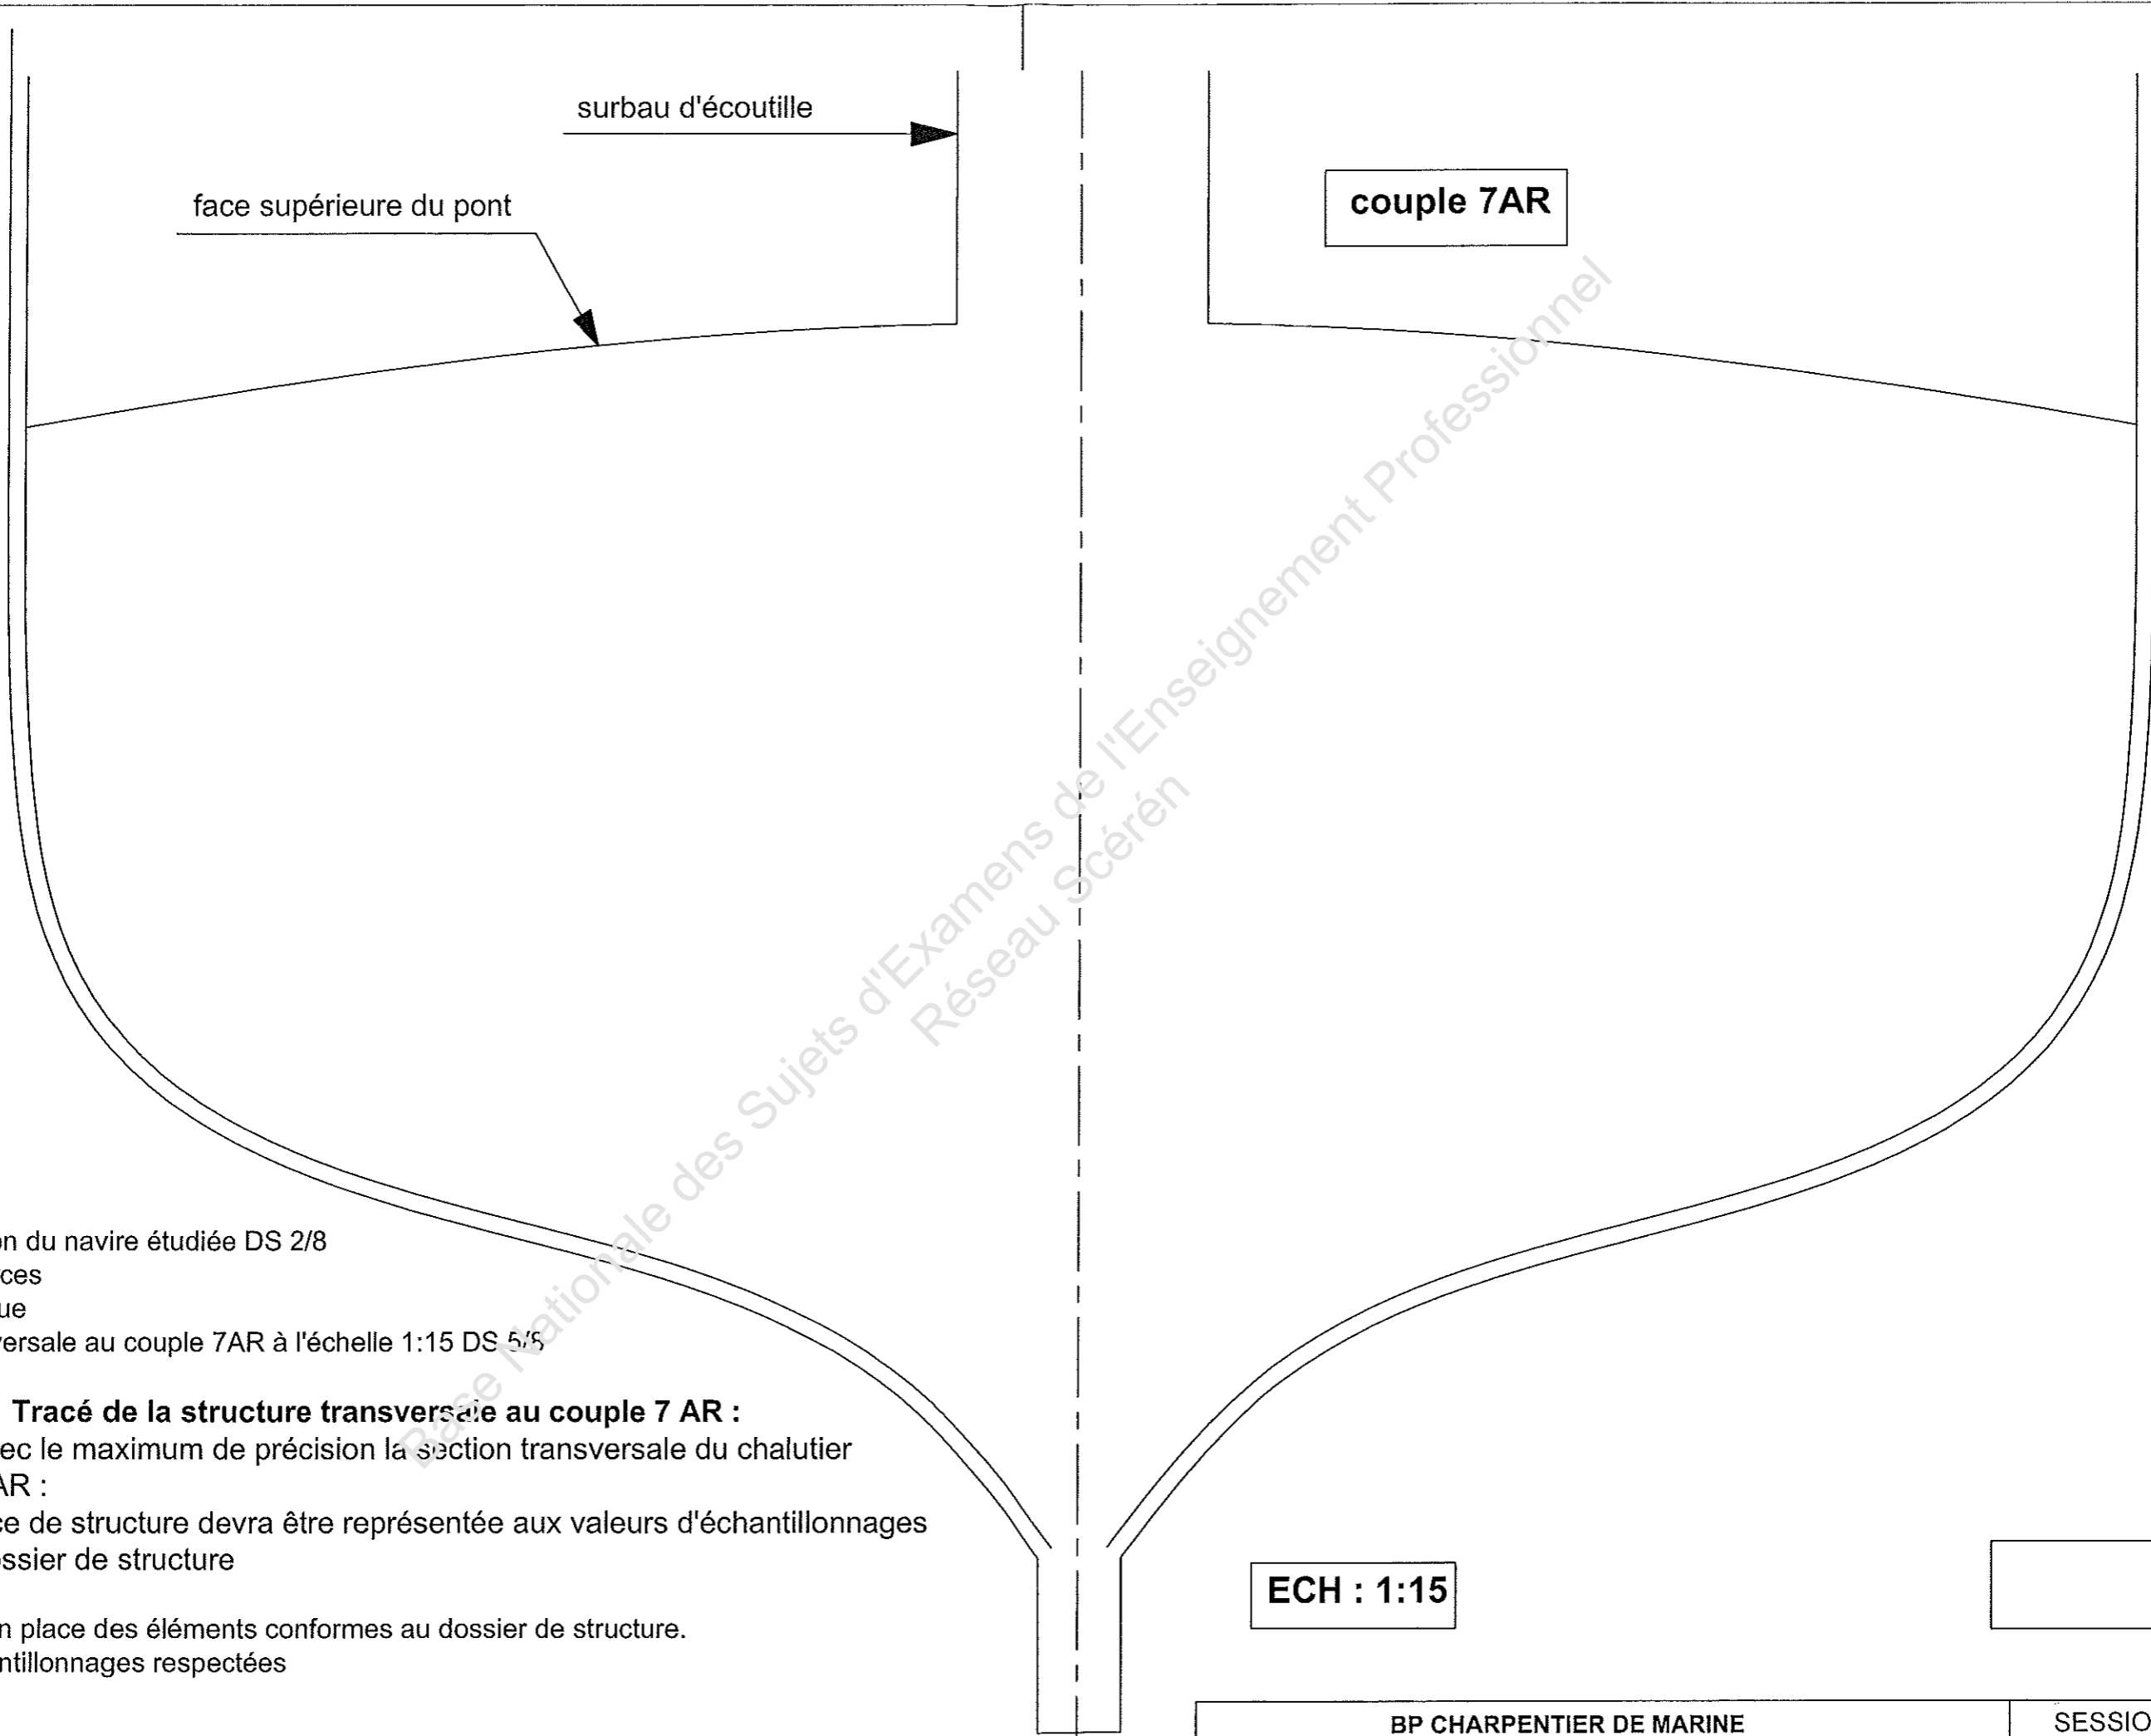 surbau d'écoutille
face supérieure du pont
couple 7AR
Base Nationale des Sujets d'Examens de l'Enseignement Professionnel
Réseau Scérén
on du navire étudiée DS 2/8
rces
ue
versale au couple 7AR à l'échelle 1:15 DS 5/8
Tracé de la structure transversale au couple 7 AR :
ec le maximum de précision la section transversale du chalutier
AR :
ce de structure devra être représentée aux valeurs d'échantillonnages
ossier de structure
n place des éléments conformes au dossier de structure.
ntillonnages respectées
ECH : 1:15
BP CHARPENTIER DE MARINE
SESSIO